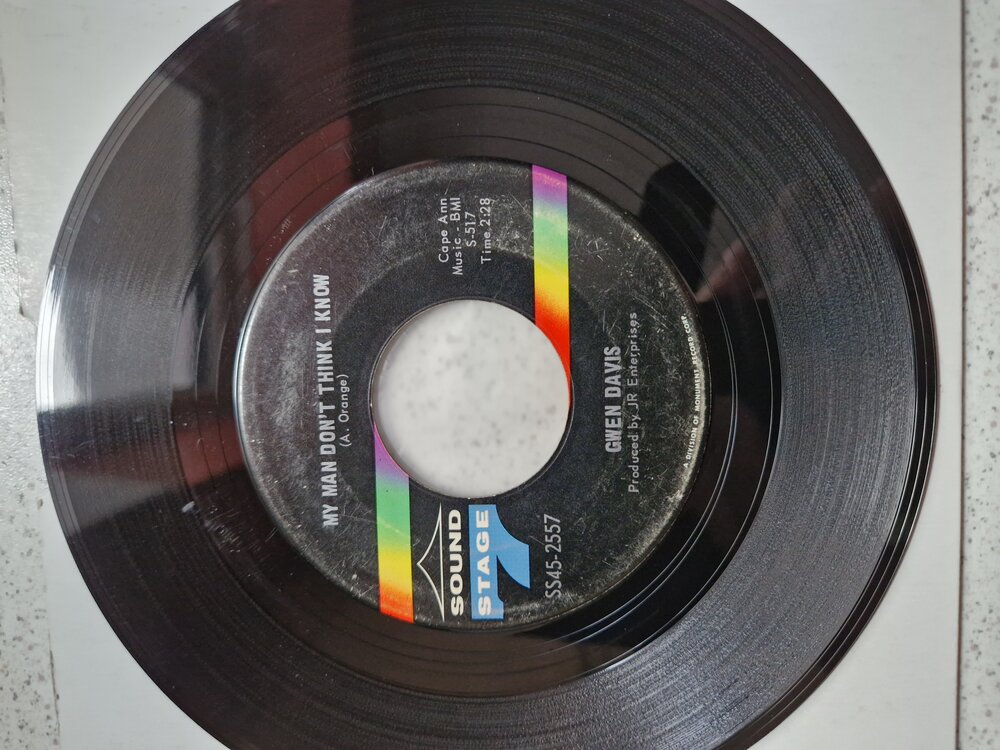 MY MAN DON'T THINK I KNOW
(A. Orange)
SOUND
STAGE
7
Cape Ann
Music - BMI
S-517
Time 2:28
SS45-2557
GWEN DAVIS
Produced by JR Enterprises
A DIVISION OF MONUMENT RECORD CORP.